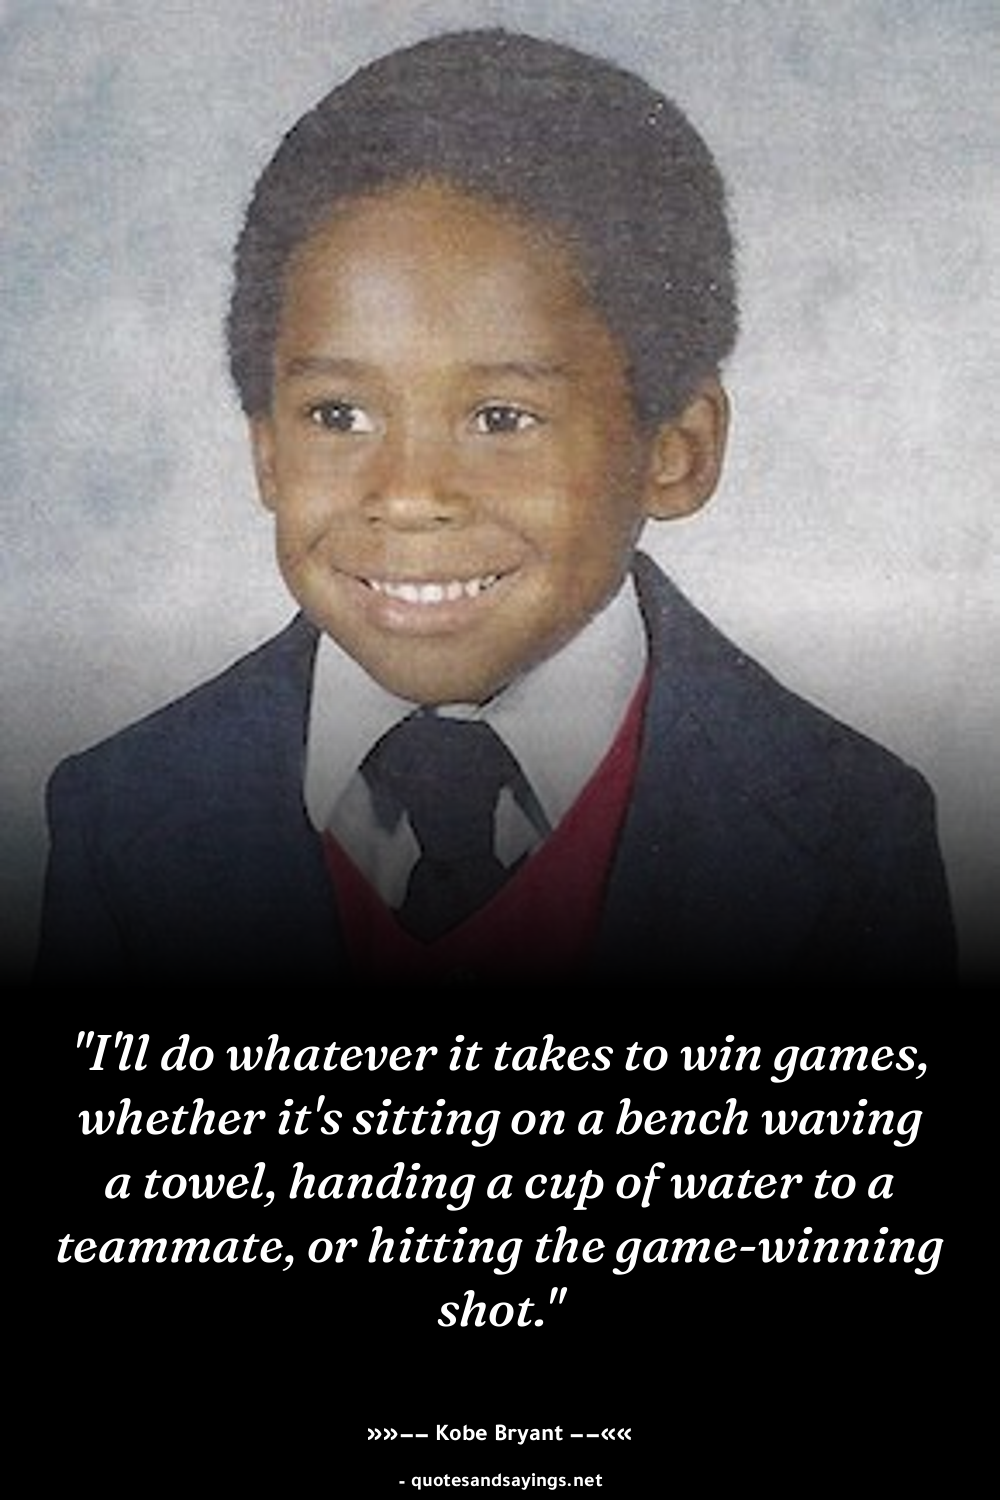 "I'll do whatever it takes to win games,
whether it's sitting on a bench waving
a towel, handing a cup of water to a
teammate, or hitting the game-winning
shot."
»»–– Kobe Bryant ––««
- quotesandsayings.net